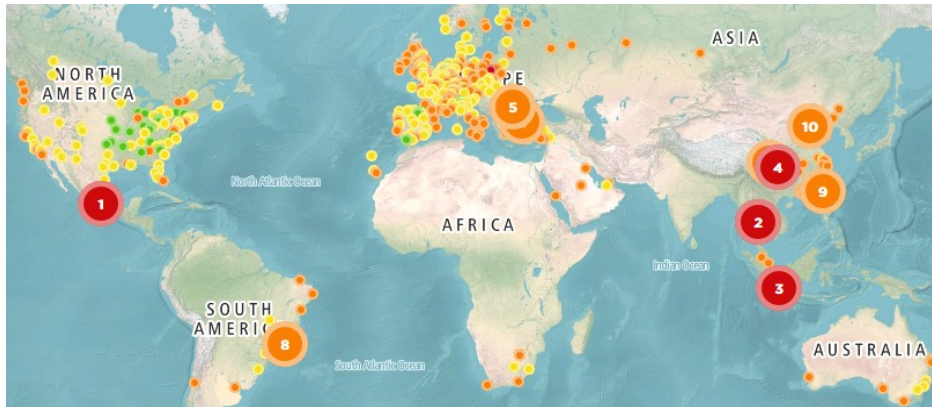 ASIA
NORTH
AMERICA
PE
5
10
4
1
North Atlantic Ocean
9
AFRICA
2
Indian Ocean
3
SOUTH
AMERIC
8
AUSTRALIA
South Atlantic Ocean